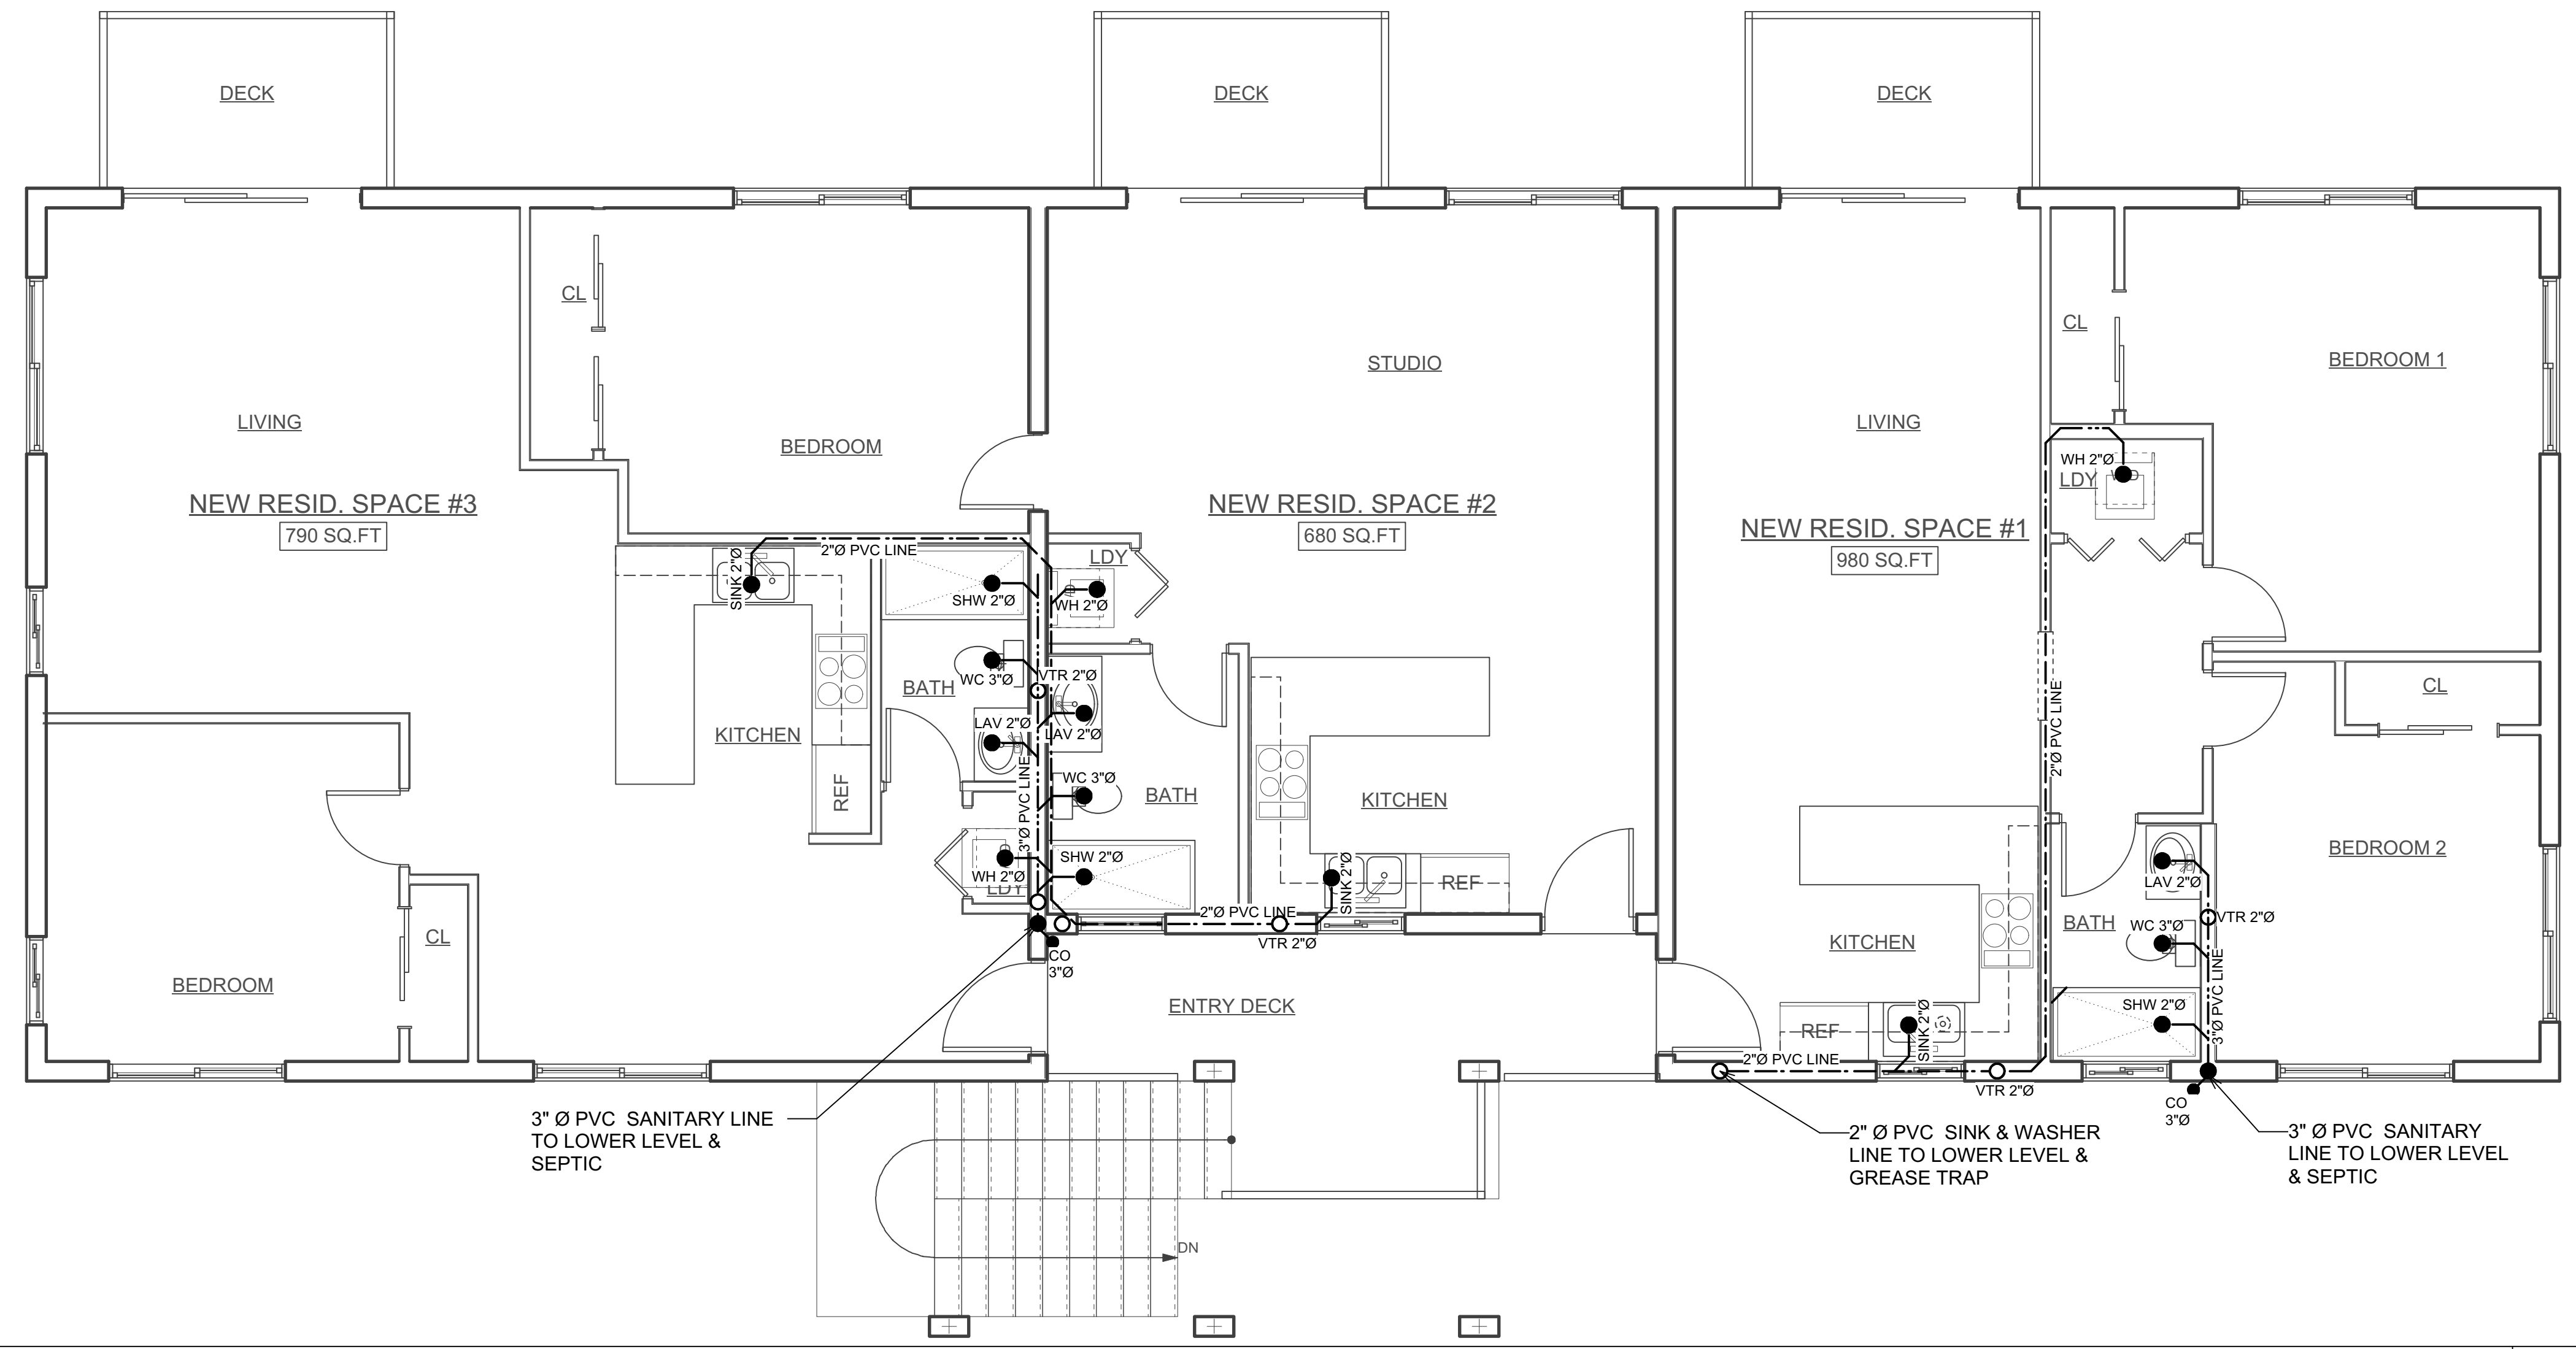 DECK
DECK
DECK
CL
CL
STUDIO
BEDROOM 1
LIVING
LIVING
BEDROOM
WH 2"Ø
LDY
NEW RESID. SPACE #3
790 SQ.FT
NEW RESID. SPACE #2
680 SQ.FT
NEW RESID. SPACE #1
980 SQ.FT
2"Ø PVC LINE
SINK 2"Ø
LDY
SHW 2"Ø
WH 2"Ø
WC 3"Ø
VTR 2"Ø
BATH
CL
LAV 2"Ø
LAV 2"Ø
KITCHEN
2"Ø PVC LINE
WC 3"Ø
REF
3"Ø PVC LINE
BATH
KITCHEN
SHW 2"Ø
BEDROOM 2
WH 2"Ø
LDY
SINK 2"Ø
REF
LAV 2"Ø
2"Ø PVC LINE
VTR 2"Ø
WC 3"Ø
BATH
VTR 2"Ø
CL
CO
3"Ø
KITCHEN
BEDROOM
ENTRY DECK
SHW 2"Ø
3"Ø PVC LINE
REF
SINK 2"Ø
2"Ø PVC LINE
VTR 2"Ø
CO
3"Ø
3" Ø PVC SANITARY LINE
TO LOWER LEVEL &
SEPTIC
2" Ø PVC SINK & WASHER
LINE TO LOWER LEVEL &
GREASE TRAP
3" Ø PVC SANITARY
LINE TO LOWER LEVEL
& SEPTIC
DN